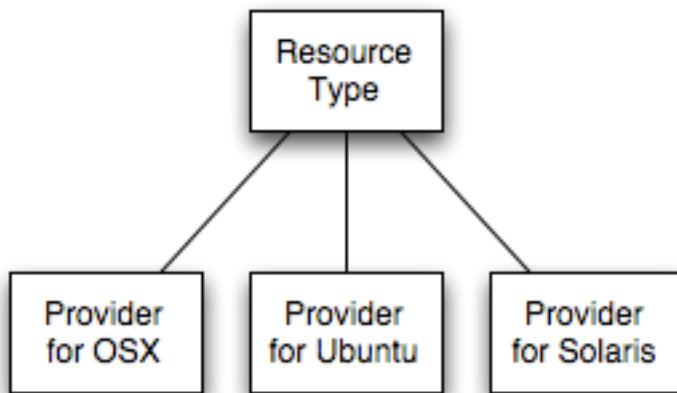 Resource
Type
Provider
for OSX
Provider
for Ubuntu
Provider
for Solaris